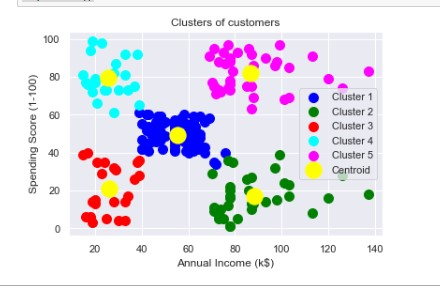 Clusters of customers
100
80
60
40
20
0
Spending Score (1-100)
Cluster 1
Cluster 2
Cluster 3
Cluster 4
Cluster 5
Centroid
20 40 60 80 100 120 140
Annual Income (k$)